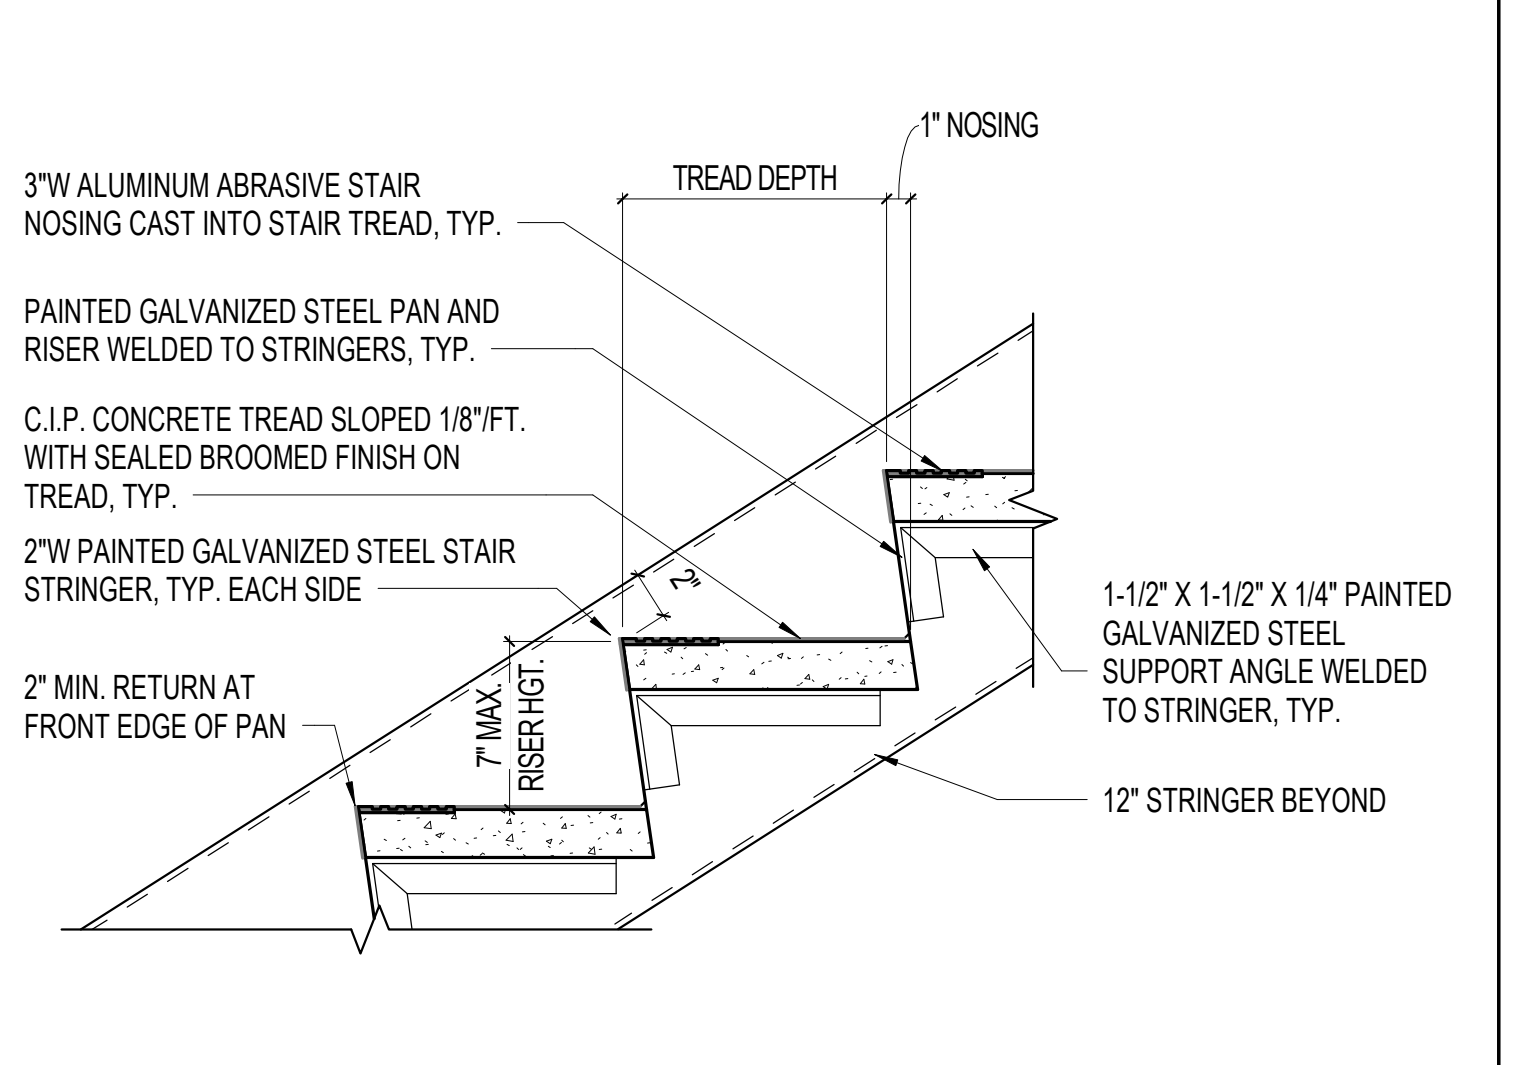 1" NOSING
TREAD DEPTH
3"W ALUMINUM ABRASIVE STAIR
NOSING CAST INTO STAIR TREAD, TYP.
PAINTED GALVANIZED STEEL PAN AND
RISER WELDED TO STRINGERS, TYP.
C.I.P. CONCRETE TREAD SLOPED 1/8"/FT.
WITH SEALED BROOMED FINISH ON
TREAD, TYP.
2"W PAINTED GALVANIZED STEEL STAIR
STRINGER, TYP. EACH SIDE
2" MIN. RETURN AT
FRONT EDGE OF PAN
2"
7" MAX.
RISER HGT.
1-1/2" X 1-1/2" X 1/4" PAINTED
GALVANIZED STEEL
SUPPORT ANGLE WELDED
TO STRINGER, TYP.
12" STRINGER BEYOND